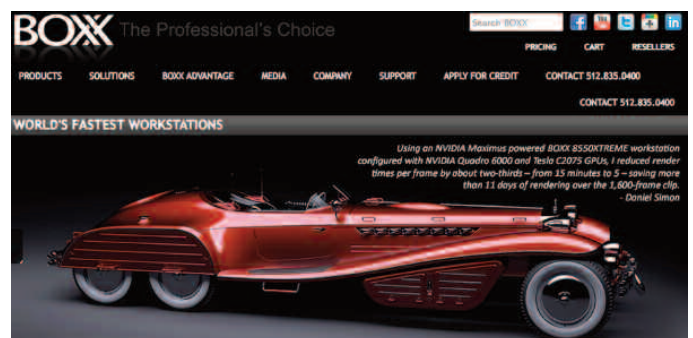 BOXX The Professional's Choice
Search BOXX
PRICING CART RESELLERS
PRODUCTS SOLUTIONS BOXX ADVANTAGE MEDIA COMPANY SUPPORT APPLY FOR CREDIT CONTACT 512.835.0400
CONTACT 512.835.0400
WORLD'S FASTEST WORKSTATIONS
Using an NVIDIA Maximus powered BOXX 8550XTREME workstation
configured with NVIDIA Quadro 6000 and Tesla C2075 GPUs, I reduced render
times per frame by about two-thirds – from 15 minutes to 5 – saving more
than 11 days of rendering over the 1,600-frame clip.
- Daniel Simon